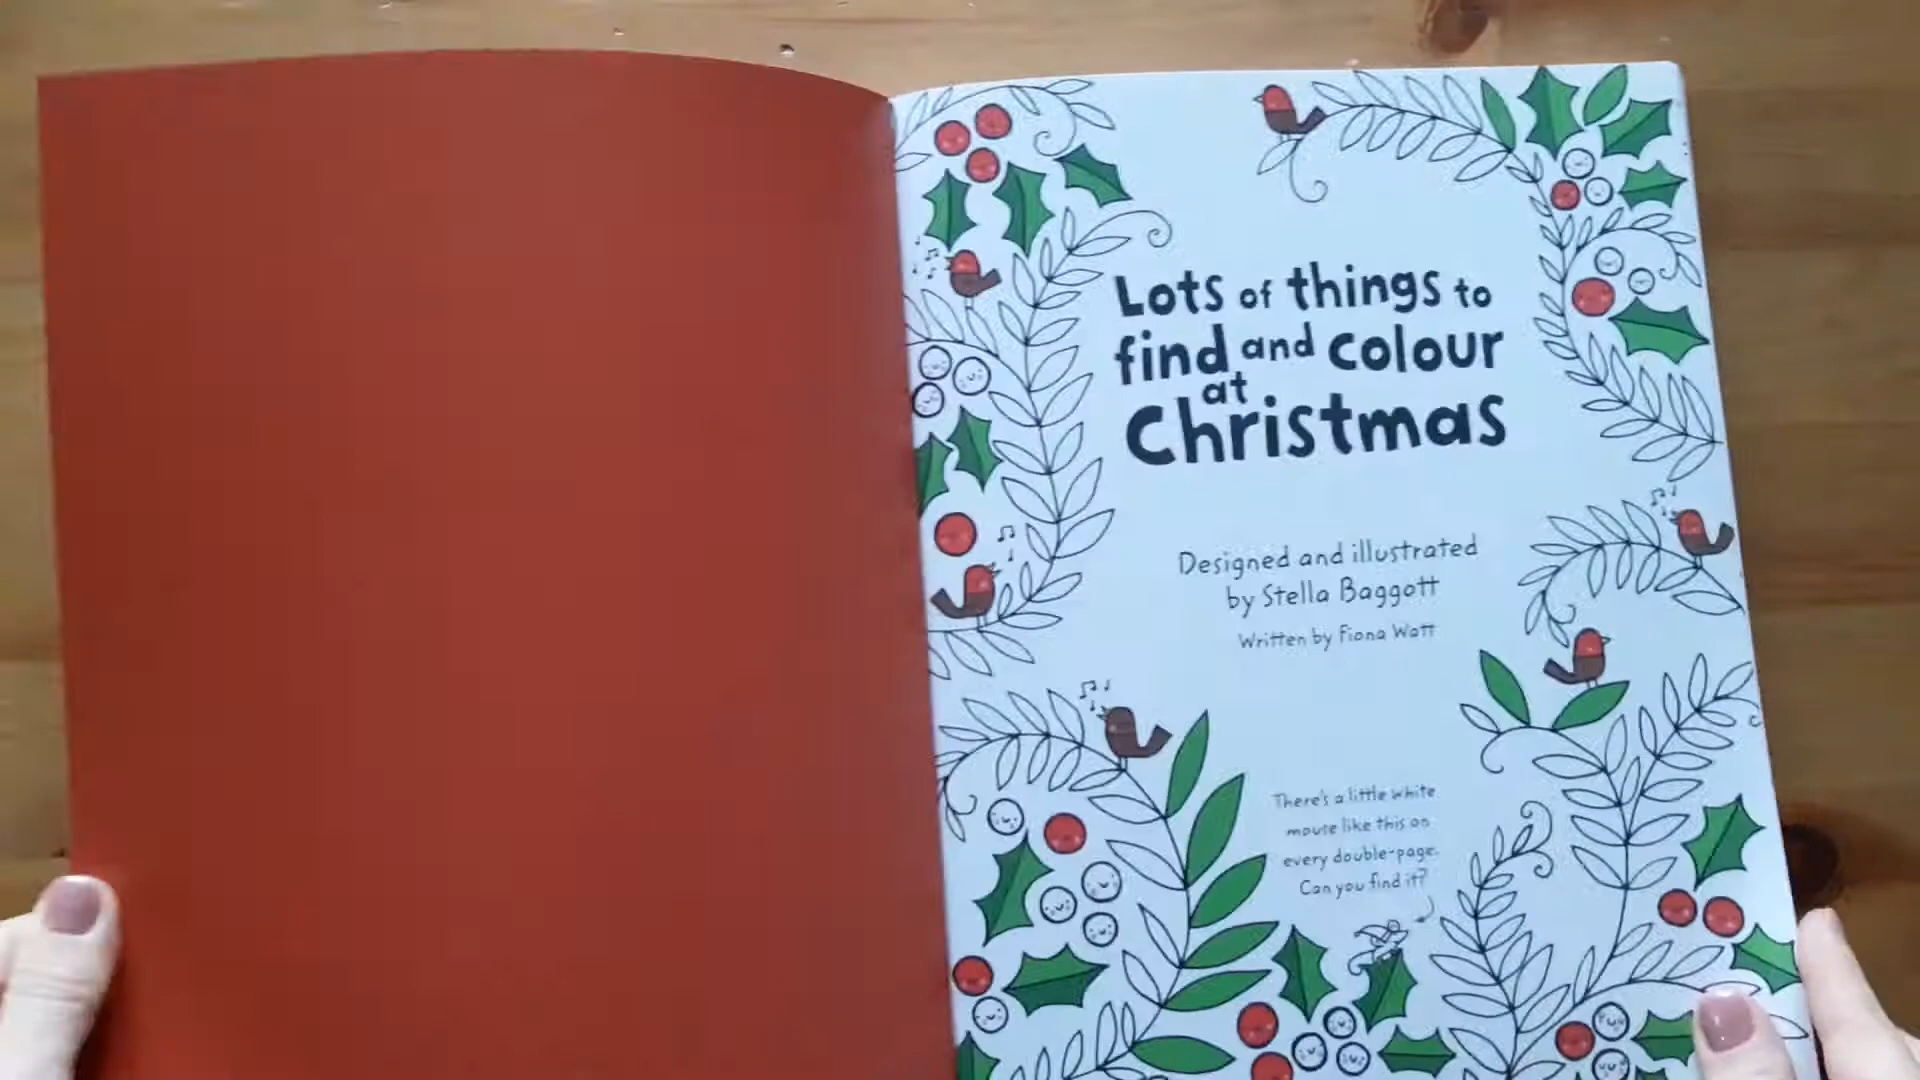 Lots of things to
find and colour
at
Christmas
Designed and illustrated
by Stella Baggott
Written by Fiona Watt
There's a little white
mouse like this on
every double-page.
Can you find it?